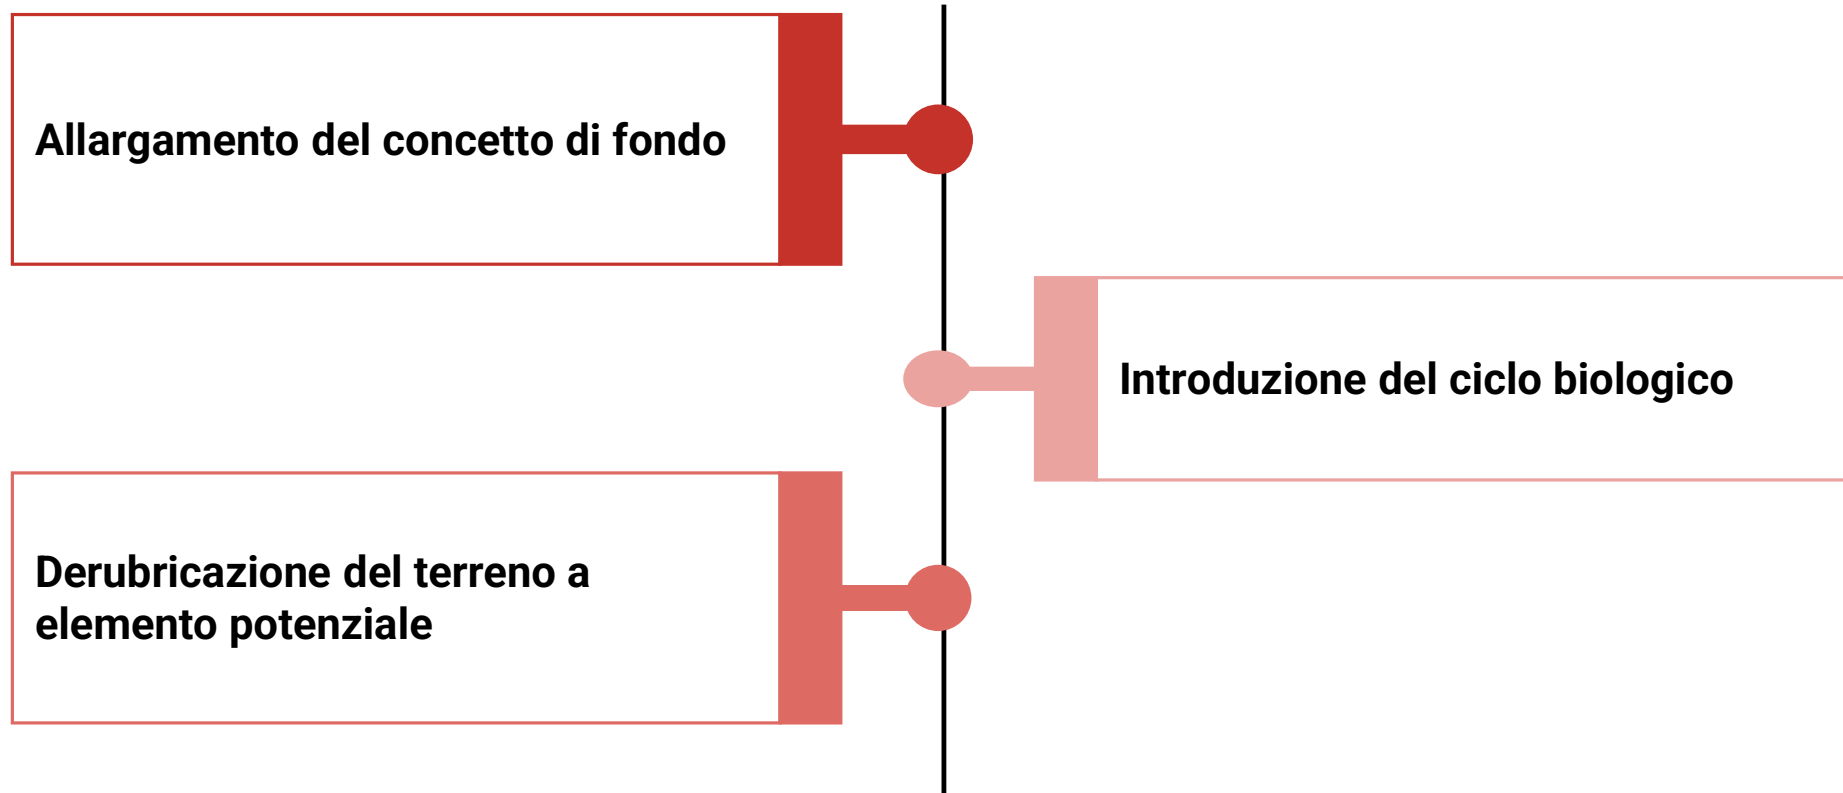 Allargamento del concetto di fondo
Introduzione del ciclo biologico
Derubricazione del terreno a
elemento potenziale